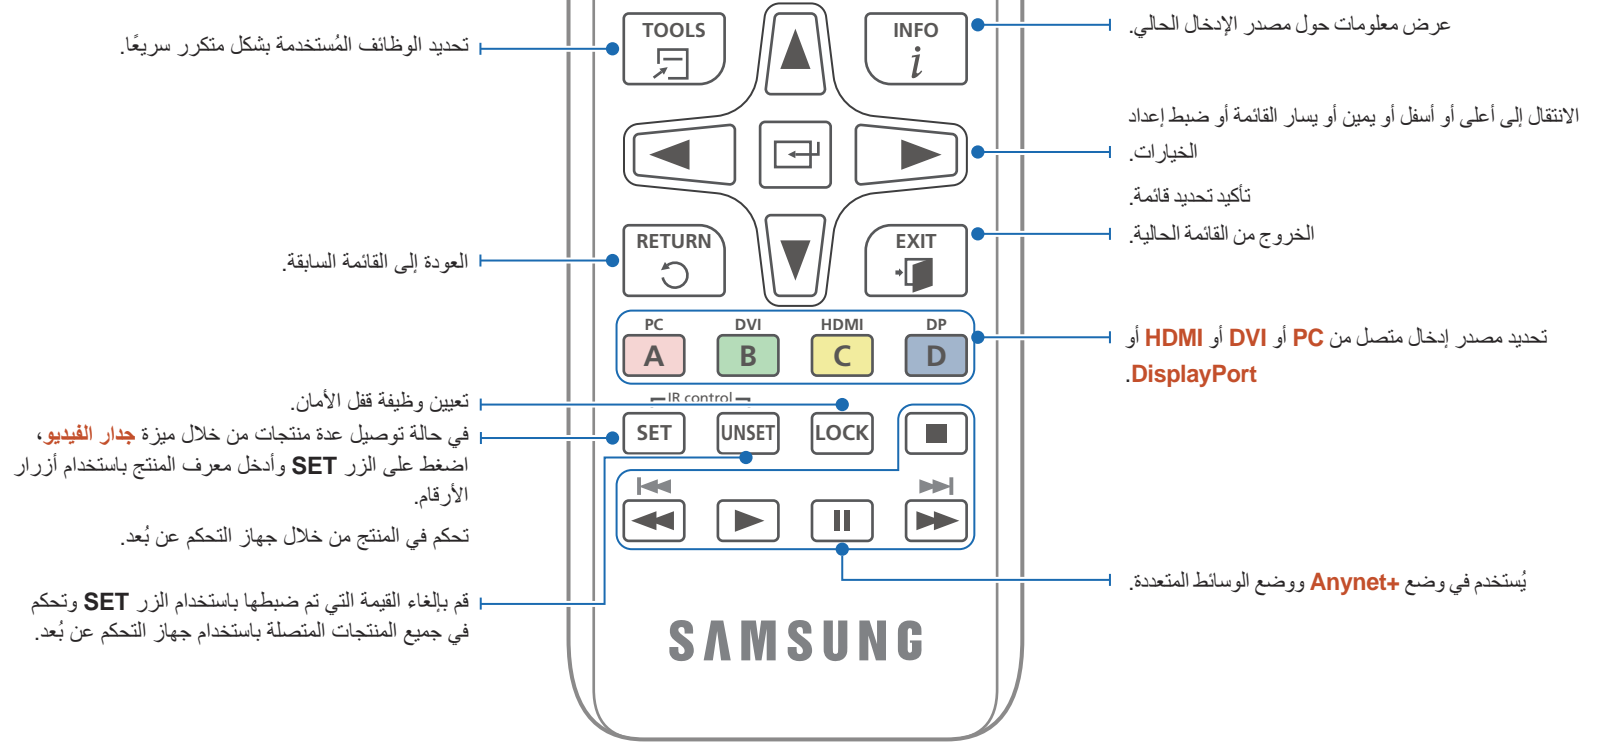 TOOLS
INFO
i
RETURN
EXIT
PC
DVI
HDMI
DP
A
B
C
D
IR control
SET
UNSET
LOCK
SAMSUNG
عرض معلومات حول مصدر الإدخال الحالي.
الانتقال إلى أعلى أو أسفل أو يمين أو يسار القائمة أو ضبط إعداد
الخيارات.
تأكيد تحديد قائمة.
الخروج من القائمة الحالية.
تحديد مصدر إدخال متصل من PC أو DVI أو HDMI أو
DisplayPort.
يُستخدم في وضع Anynet+ ووضع الوسائط المتعددة.
تحديد الوظائف المُستخدمة بشكل متكرر سريعًا.
العودة إلى القائمة السابقة.
تعيين وظيفة قفل الأمان.
في حالة توصيل عدة منتجات من خلال ميزة جدار الفيديو،
اضغط على الزر SET وأدخل معرف المنتج باستخدام أزرار
الأرقام.
تحكم في المنتج من خلال جهاز التحكم عن بُعد.
قم بإلغاء القيمة التي تم ضبطها باستخدام الزر SET وتحكم
في جميع المنتجات المتصلة باستخدام جهاز التحكم عن بُعد.